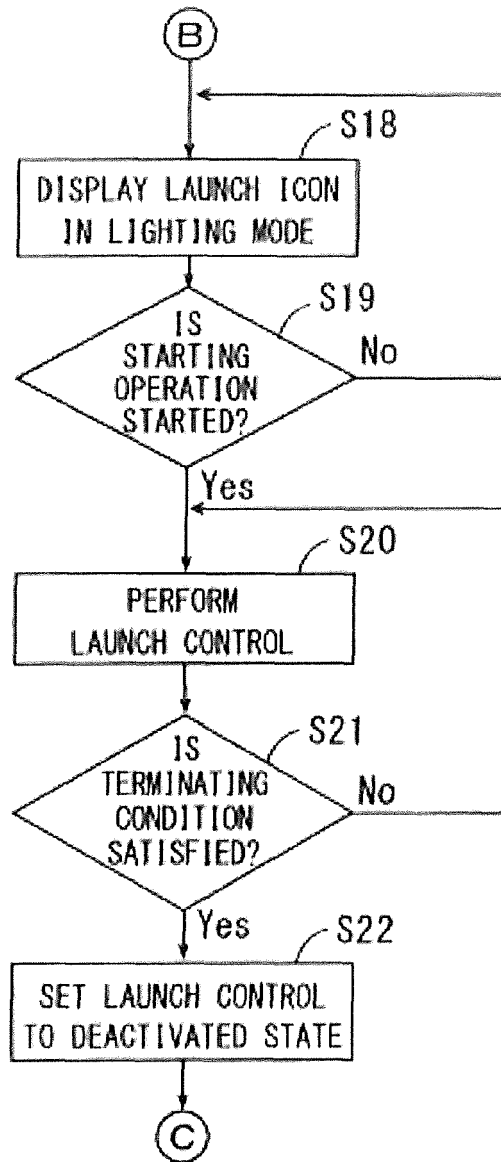 B
S18
DISPLAY LAUNCH ICON
IN LIGHTING MODE
S19
IS
STARTING
OPERATION
STARTED?
No
Yes
S20
PERFORM
LAUNCH CONTROL
S21
IS
TERMINATING
CONDITION
SATISFIED?
No
Yes
S22
SET LAUNCH CONTROL
TO DEACTIVATED STATE
C